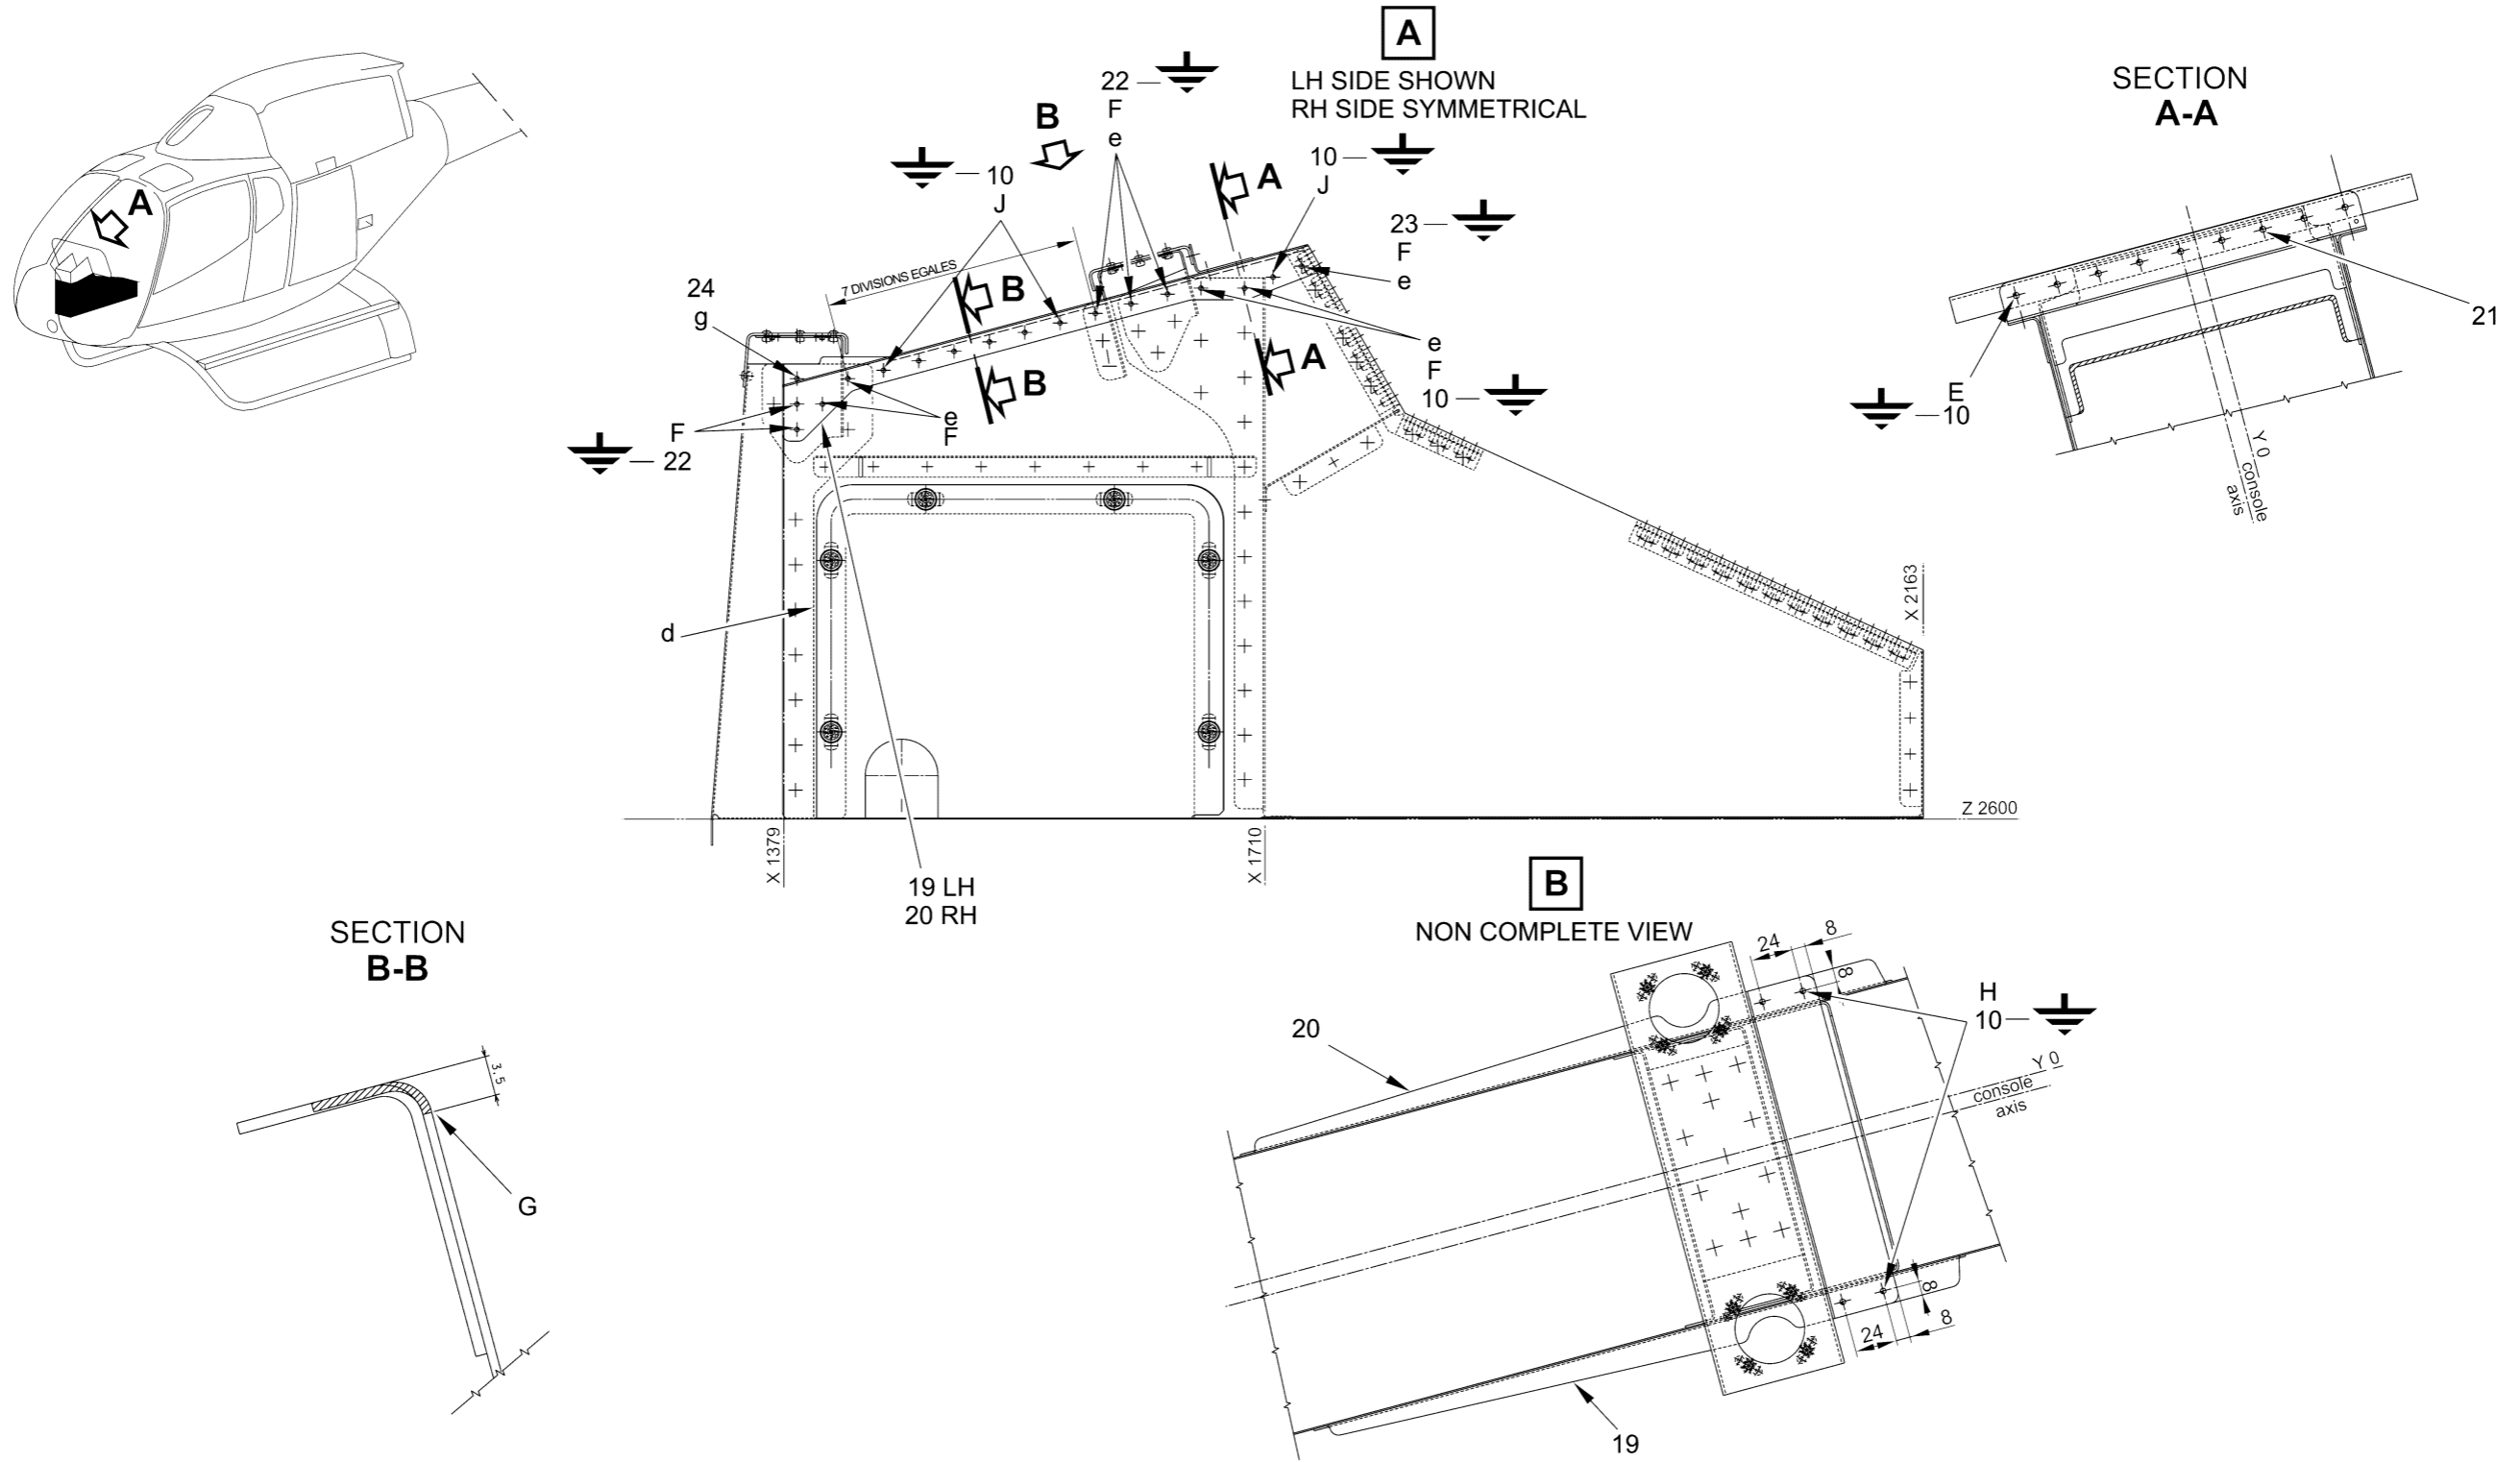 A
A
LH SIDE SHOWN
RH SIDE SYMMETRICAL
22
F
e
B
10
J
A
10
J
23
F
e
7 DIVISIONS EGALES
B
24
g
B
A
e
F
10
e
F
F
22
d
X 2163
Z 2600
X 1379
X 1710
19 LH
20 RH
SECTION
A-A
21
E
10
Y 0
console
axis
SECTION
B-B
3,5
G
B
NON COMPLETE VIEW
24
8
8
H
10
20
Y 0
console
axis
8
24
8
19